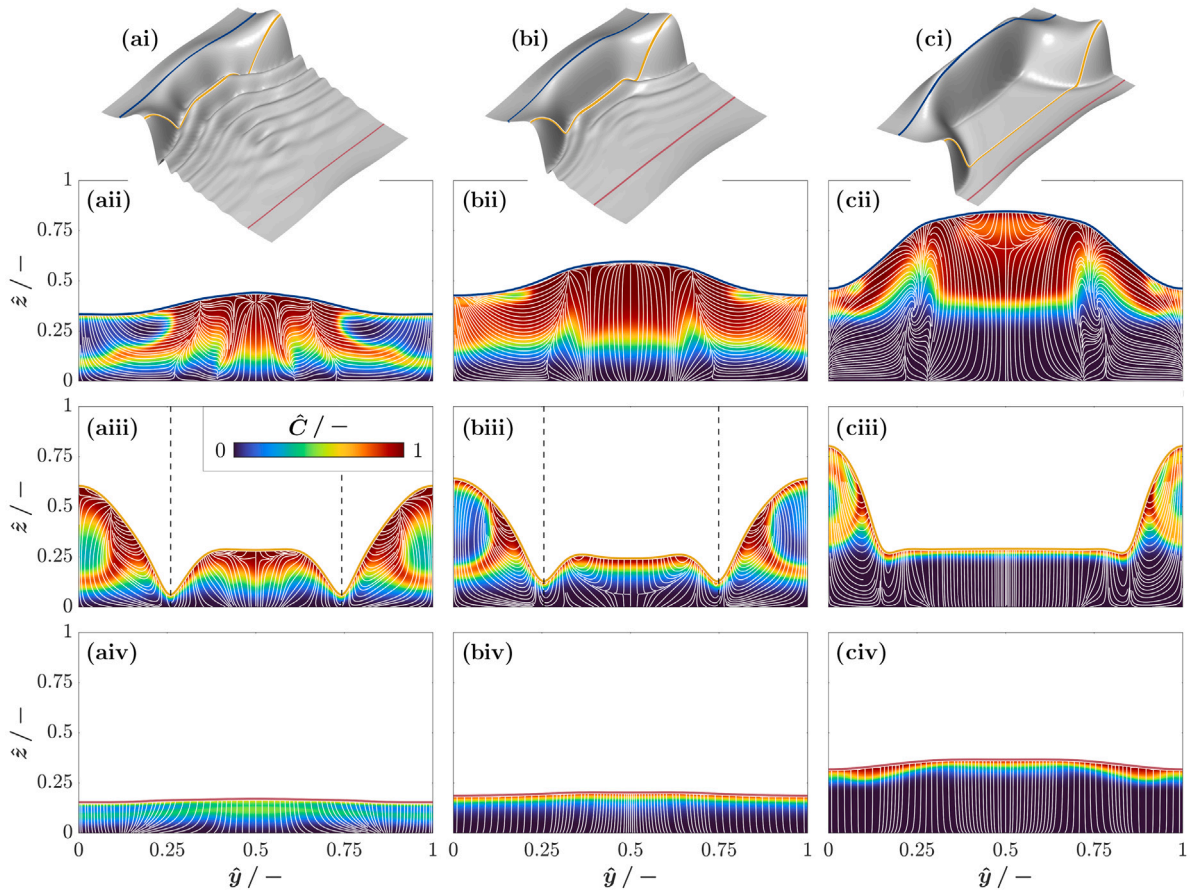 (ai) (bi) (ci)
1 (aii) (bii) (cii)
0.75
0.5
0.25
0
ẑ / −
1 (aiii) Ĉ / − (biii) (ciii)
0 1
0.75
0.5
0.25
0
ẑ / −
1 (aiv) (biv) (civ)
0.75
0.5
0.25
0
ẑ / −
0 0.25 0.5 0.75 1 0 0.25 0.5 0.75 1 0 0.25 0.5 0.75 1
ŷ / − ŷ / − ŷ / −